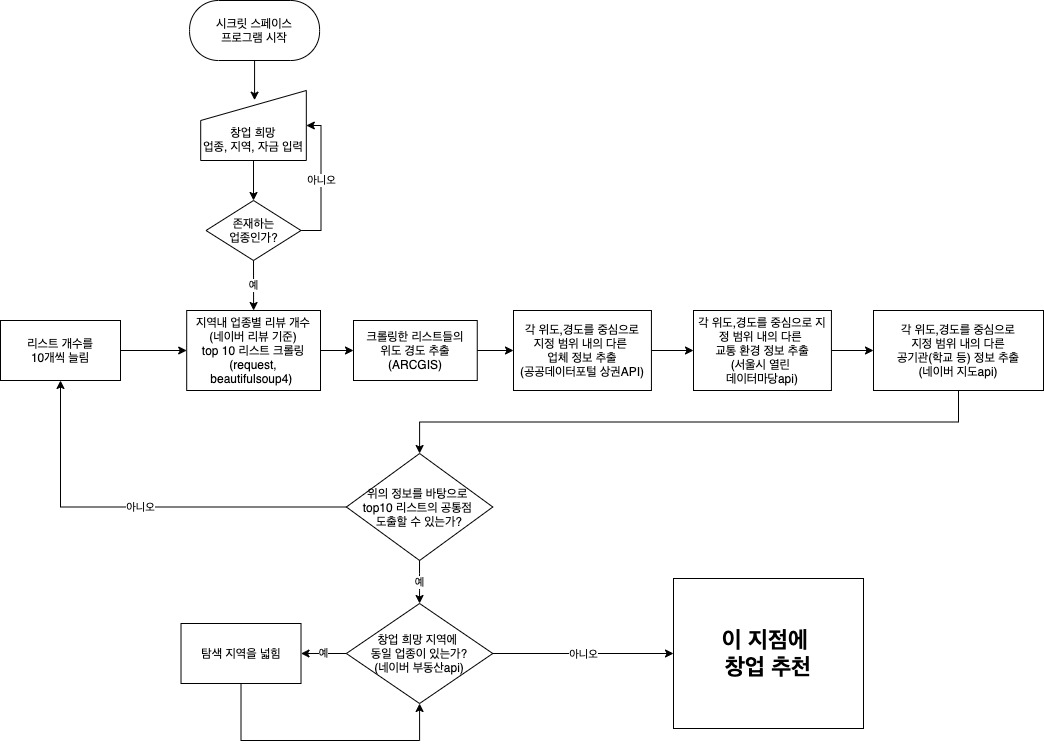 시크릿 스페이스
프로그램 시작
창업 희망
업종, 지역, 자금 입력
아니오
존재하는
업종인가?
예
리스트 개수를
10개씩 늘림
지역내 업종별 리뷰 개수
(네이버 리뷰 기준)
top 10 리스트 크롤링
(request,
beautifulsoup4)
크롤링한 리스트들의
위도 경도 추출
(ARCGIS)
각 위도,경도를 중심으로
지정 범위 내의 다른
업체 정보 추출
(공공데이터포털 상권API)
각 위도,경도를 중심으로 지
정 범위 내의 다른
교통 환경 정보 추출
(서울시 열린
데이터마당api)
각 위도,경도를 중심으로
지정 범위 내의 다른
공기관(학교 등) 정보 추출
(네이버 지도api)
위의 정보를 바탕으로
top10 리스트의 공통점
도출할 수 있는가?
아니오
예
창업 희망 지역에
동일 업종이 있는가?
(네이버 부동산api)
예
탐색 지역을 넓힘
아니오
이 지점에
창업 추천